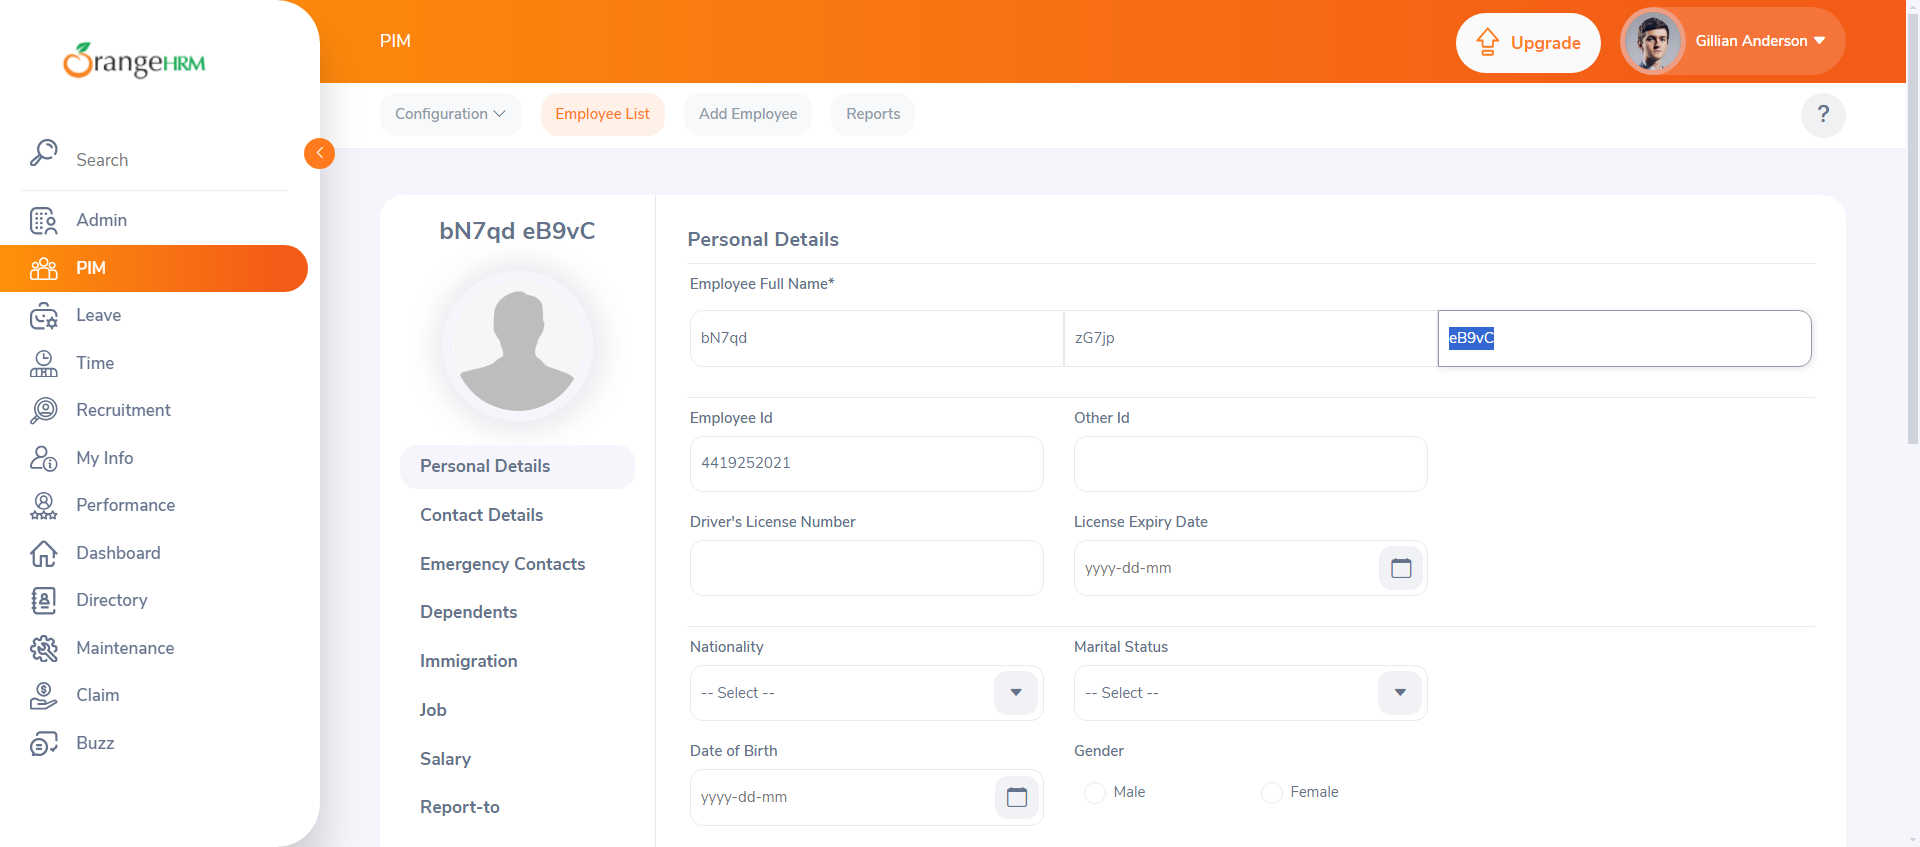 OrangeHRM
PIM
Upgrade
Gillian Anderson
Configuration
Employee List
Add Employee
Reports
?
Search
Admin
PIM
Leave
Time
Recruitment
My Info
Performance
Dashboard
Directory
Maintenance
Claim
Buzz
bN7qd eB9vC
Personal Details
Contact Details
Emergency Contacts
Dependents
Immigration
Job
Salary
Report-to
Personal Details
Employee Full Name*
bN7qd
zG7jp
eB9vC
Employee Id
Other Id
4419252021
Driver's License Number
License Expiry Date
yyyy-dd-mm
Nationality
Marital Status
-- Select --
-- Select --
Date of Birth
Gender
yyyy-dd-mm
Male
Female